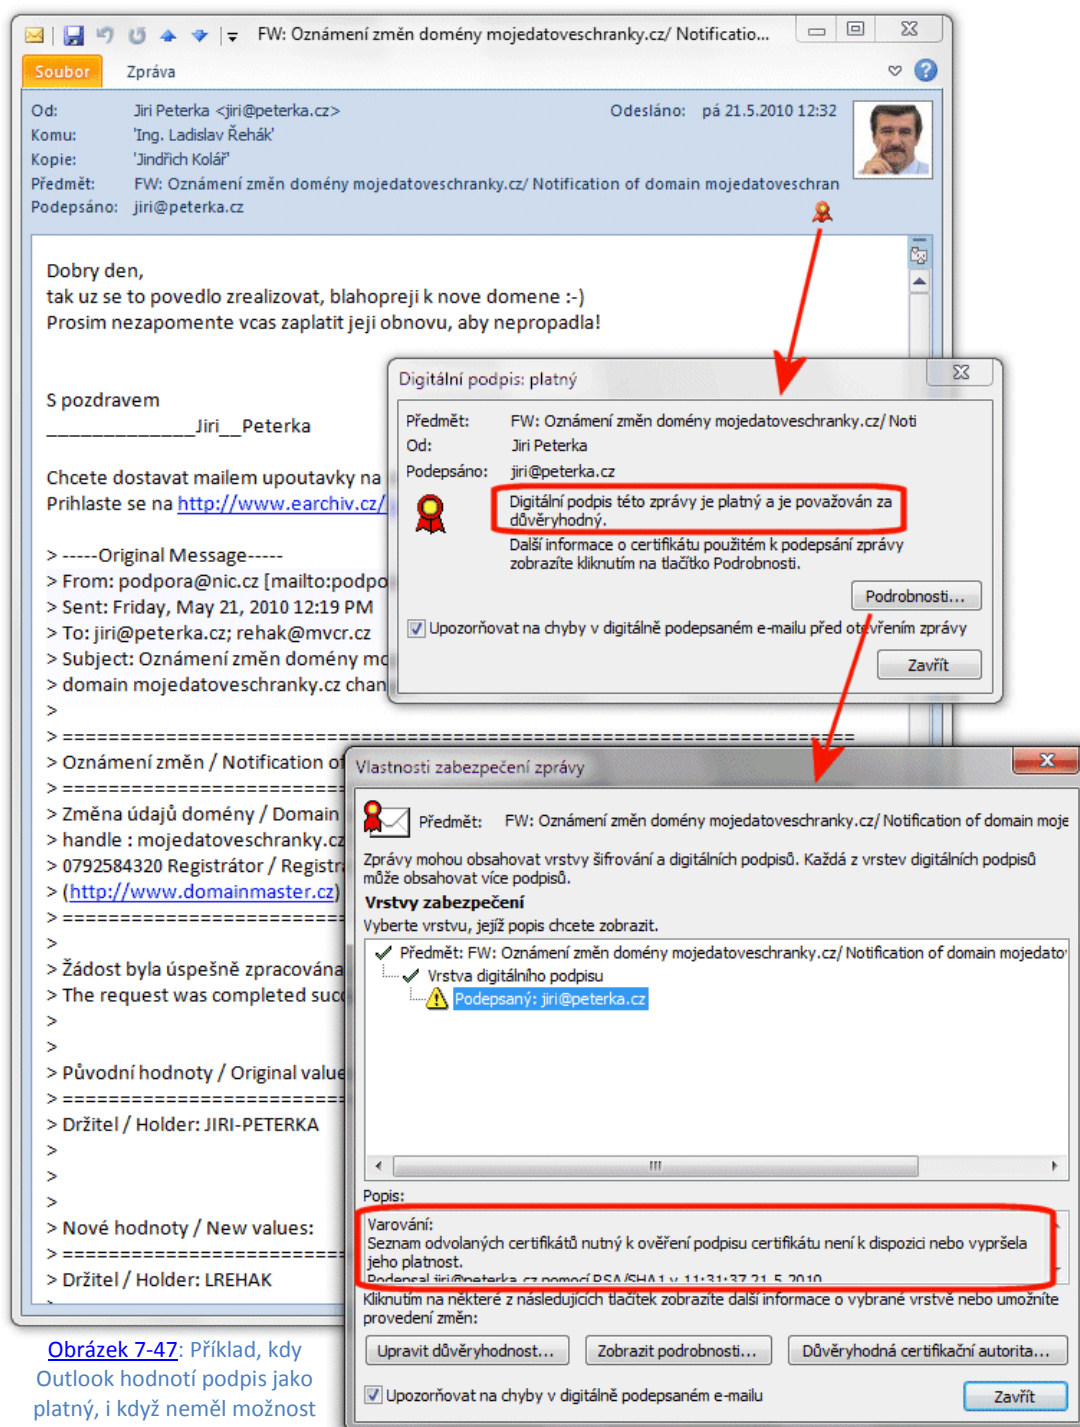 FW: Oznámení změn domény mojedatoveschranky.cz/ Notificatio...
Soubor
Zpráva
Od: Jiri Peterka <jiri@peterka.cz>
Odesláno: pá 21.5.2010 12:32
Komu: 'Ing. Ladislav Řehák'
Kopie: 'Jindřich Kolář'
Předmět: FW: Oznámení změn domény mojedatoveschranky.cz/ Notification of domain mojedatoveschran
Podepsáno: jiri@peterka.cz
Dobry den,
tak uz se to povedlo zrealizovat, blahopreji k nove domene :-)
Prosim nezapomente vcas zaplatit jeji obnovu, aby nepropadla!
S pozdravem
_____________Jiri__Peterka
Chcete dostavat mailem upoutavky na
Prihlaste se na http://www.earchiv.cz/
> -----Original Message-----
> From: podpora@nic.cz [mailto:podpo
> Sent: Friday, May 21, 2010 12:19 PM
> To: jiri@peterka.cz; rehak@mvcr.cz
> Subject: Oznámení změn domény mo
> domain mojedatoveschranky.cz chan
>
> =====================================================================
> Oznámení změn / Notification of
> =========================
> Změna údajů domény / Domain
> handle : mojedatoveschranky.cz
> 0792584320 Registrátor / Registra
> (http://www.domainmaster.cz)
> =========================
>
> Žádost byla úspešně zpracována
> The request was completed succ
>
>
> Původní hodnoty / Original value
> =========================
> Držitel / Holder: JIRI-PETERKA
>
>
>
> Nové hodnoty / New values:
> =========================
> Držitel / Holder: LREHAK
Digitální podpis: platný
Předmět: FW: Oznámení změn domény mojedatoveschranky.cz/ Noti
Od: Jiri Peterka
Podepsáno: jiri@peterka.cz
Digitální podpis této zprávy je platný a je považován za
důvěryhodný.
Další informace o certifikátu použitém k podepsání zprávy
zobrazíte kliknutím na tlačítko Podrobnosti.
Podrobnosti...
Upozorňovat na chyby v digitálně podepsaném e-mailu před otevřením zprávy
Zavřít
Vlastnosti zabezpečení zprávy
Předmět: FW: Oznámení změn domény mojedatoveschranky.cz/ Notification of domain moje
Zprávy mohou obsahovat vrstvy šifrování a digitálních podpisů. Každá z vrstev digitálních podpisů
může obsahovat více podpisů.
Vrstvy zabezpečení
Vyberte vrstvu, jejíž popis chcete zobrazit.
Předmět: FW: Oznámení změn domény mojedatoveschranky.cz/ Notification of domain mojedato
Vrstva digitálního podpisu
Podepsaný: jiri@peterka.cz
Popis:
Varování:
Seznam odvolaných certifikátů nutný k ověření podpisu certifikátu není k dispozici nebo vypršela
jeho platnost.
Podepsal jiri@peterka.cz pomocí RSA/SHA1 v 11:31:37 21.5.2010.
Kliknutím na některé z následujících tlačítek zobrazíte další informace o vybrané vrstvě nebo umožníte
provedení změn:
Upravit důvěryhodnost...
Zobrazit podrobnosti...
Důvěryhodná certifikační autorita...
Upozorňovat na chyby v digitálně podepsaném e-mailu
Zavřít
Obrázek 7-47: Příklad, kdy
Outlook hodnotí podpis jako
platný, i když neměl možnost